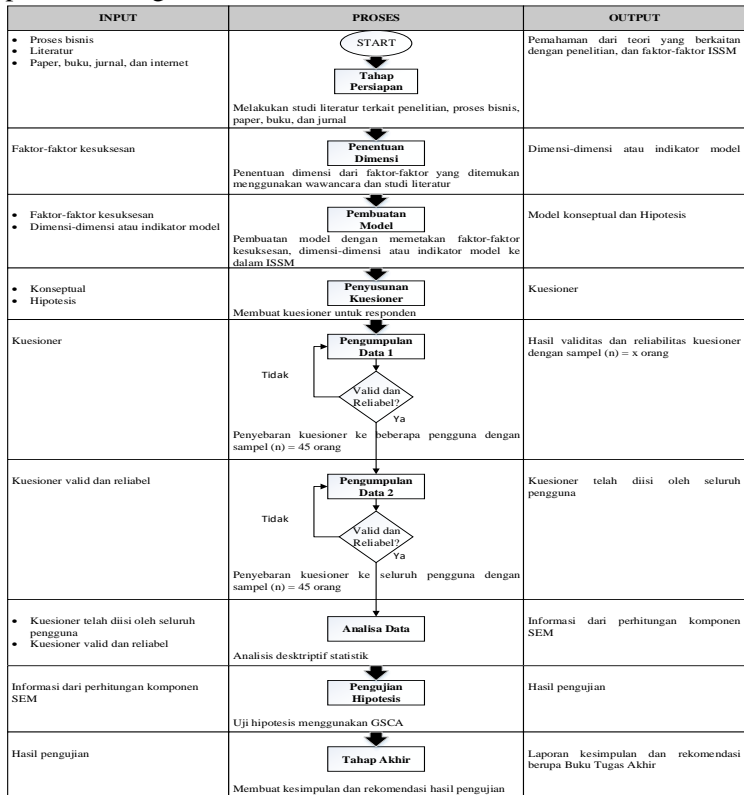 INPUT PROSES OUTPUT
• Proses bisnis
• Literatur
• Paper, buku, jurnal, dan internet
START
Tahap
Persiapan
Melakukan studi literatur terkait penelitian, proses bisnis,
paper, buku, dan jurnal
Pemahaman dari teori yang berkaitan
dengan penelitian, dan faktor-faktor ISSM
Faktor-faktor kesuksesan
Penentuan
Dimensi
Penentuan dimensi dari faktor-faktor yang ditemukan
menggunakan wawancara dan studi literatur
Dimensi-dimensi atau indikator model
• Faktor-faktor kesuksesan
• Dimensi-dimensi atau indikator model
Pembuatan
Model
Pembuatan model dengan memetakan faktor-faktor
kesuksesan, dimensi-dimensi atau indikator model ke
dalam ISSM
Model konseptual dan Hipotesis
• Konseptual
• Hipotesis
Penyusunan
Kuesioner
Membuat kuesioner untuk responden
Kuesioner
Kuesioner
Pengumpulan
Data 1
Tidak
Valid dan
Reliabel?
Ya
Penyebaran kuesioner ke beberapa pengguna dengan
sampel (n) = 45 orang
Hasil validitas dan reliabilitas kuesioner
dengan sampel (n) = x orang
Kuesioner valid dan reliabel
Pengumpulan
Data 2
Tidak
Valid dan
Reliabel?
Ya
Penyebaran kuesioner ke seluruh pengguna dengan
sampel (n) = 45 orang
Kuesioner telah diisi oleh seluruh
pengguna
• Kuesioner telah diisi oleh seluruh
pengguna
• Kuesioner valid dan reliabel
Analisa Data
Analisis desktriptif statistik
Informasi dari perhitungan komponen
SEM
Informasi dari perhitungan komponen
SEM
Pengujian
Hipotesis
Uji hipotesis menggunakan GSCA
Hasil pengujian
Hasil pengujian
Tahap Akhir
Membuat kesimpulan dan rekomendasi hasil pengujian
Laporan kesimpulan dan rekomendasi
berupa Buku Tugas Akhir